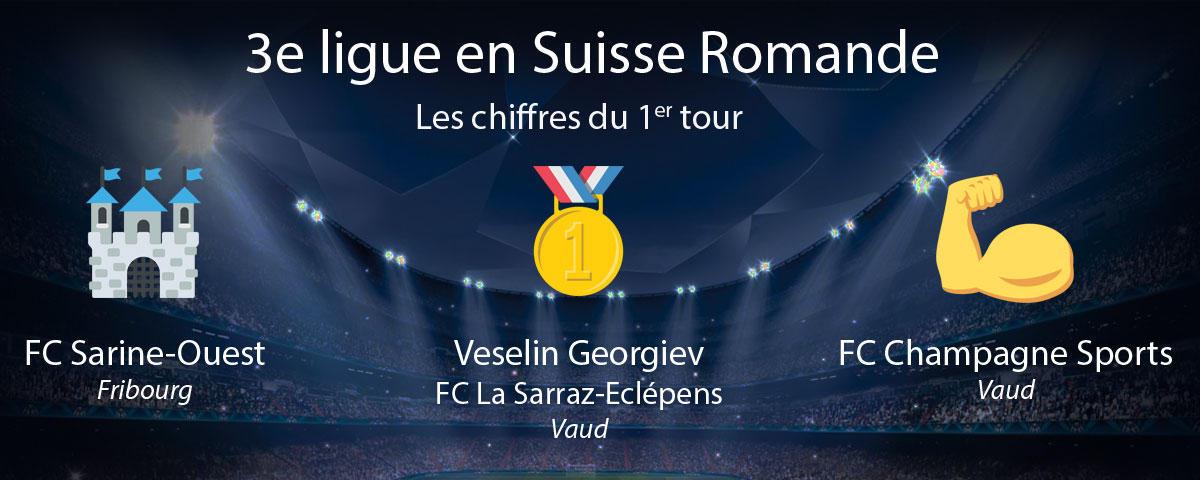 3e ligue en Suisse Romande
Les chiffres du 1er tour
1
FC Sarine-Ouest
Fribourg
Veselin Georgiev
FC La Sarraz-Eclépens
Vaud
FC Champagne Sports
Vaud